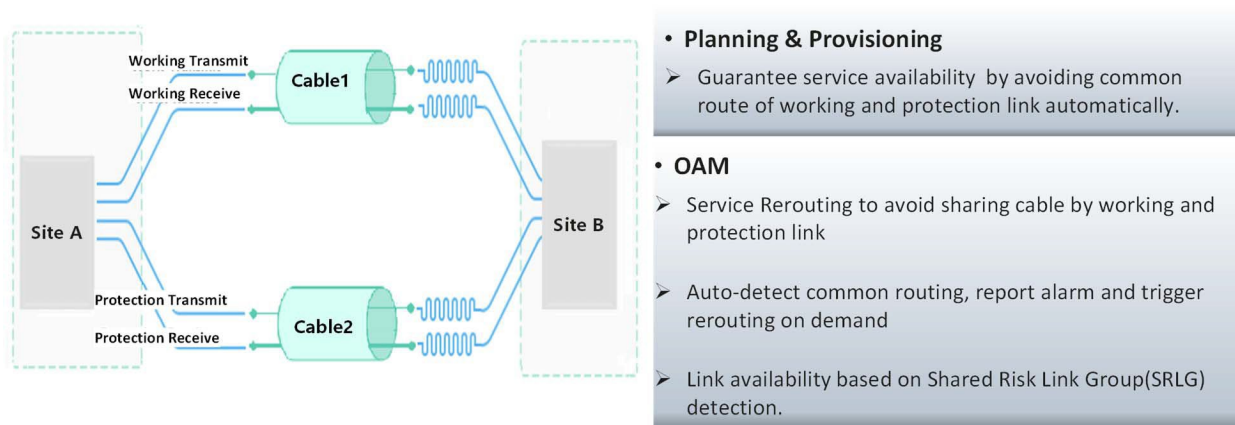 Working Transmit
Cable1
Working Receive
Site A
Site B
Protection Transmit
Cable2
Protection Receive
• Planning & Provisioning
➢ Guarantee service availability by avoiding common
route of working and protection link automatically.
• OAM
➢ Service Rerouting to avoid sharing cable by working and
protection link
➢ Auto-detect common routing, report alarm and trigger
rerouting on demand
➢ Link availability based on Shared Risk Link Group(SRLG)
detection.